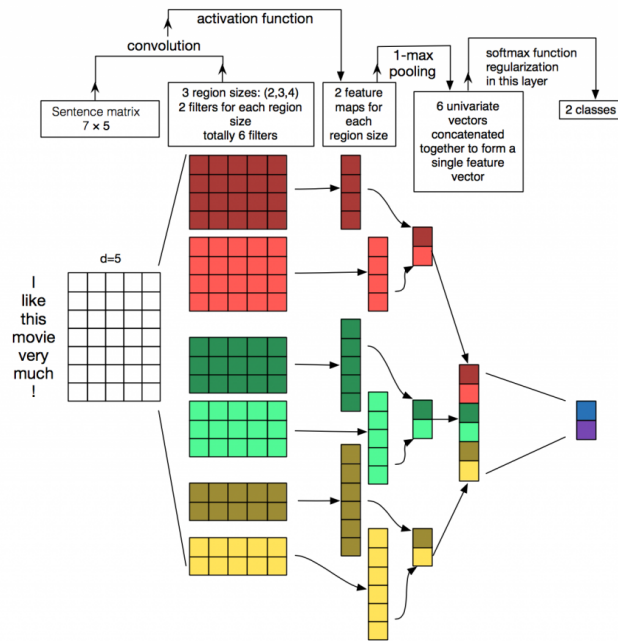 activation function
convolution
1-max
pooling
softmax function
regularization
in this layer
Sentence matrix
7 × 5
3 region sizes: (2,3,4)
2 filters for each region
size
totally 6 filters
2 feature
maps for
each
region size
6 univariate
vectors
concatenated
together to form a
single feature
vector
2 classes
d=5
I
like
this
movie
very
much
!